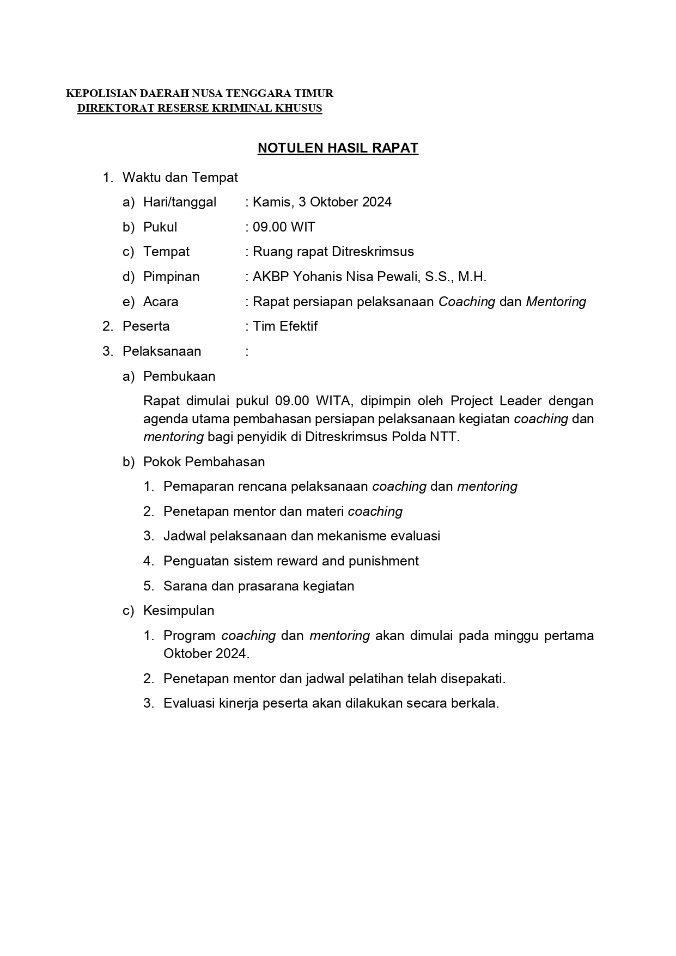 KEPOLISIAN DAERAH NUSA TENGGARA TIMUR
DIREKTORAT RESERSE KRIMINAL KHUSUS
NOTULEN HASIL RAPAT
1. Waktu dan Tempat
a) Hari/tanggal : Kamis, 3 Oktober 2024
b) Pukul : 09.00 WIT
c) Tempat : Ruang rapat Ditreskrimsus
d) Pimpinan : AKBP Yohanis Nisa Pewali, S.S., M.H.
e) Acara : Rapat persiapan pelaksanaan Coaching dan Mentoring
2. Peserta : Tim Efektif
3. Pelaksanaan :
a) Pembukaan
Rapat dimulai pukul 09.00 WITA, dipimpin oleh Project Leader dengan
agenda utama pembahasan persiapan pelaksanaan kegiatan coaching dan
mentoring bagi penyidik di Ditreskrimsus Polda NTT.
b) Pokok Pembahasan
1. Pemaparan rencana pelaksanaan coaching dan mentoring
2. Penetapan mentor dan materi coaching
3. Jadwal pelaksanaan dan mekanisme evaluasi
4. Penguatan sistem reward and punishment
5. Sarana dan prasarana kegiatan
c) Kesimpulan
1. Program coaching dan mentoring akan dimulai pada minggu pertama
Oktober 2024.
2. Penetapan mentor dan jadwal pelatihan telah disepakati.
3. Evaluasi kinerja peserta akan dilakukan secara berkala.